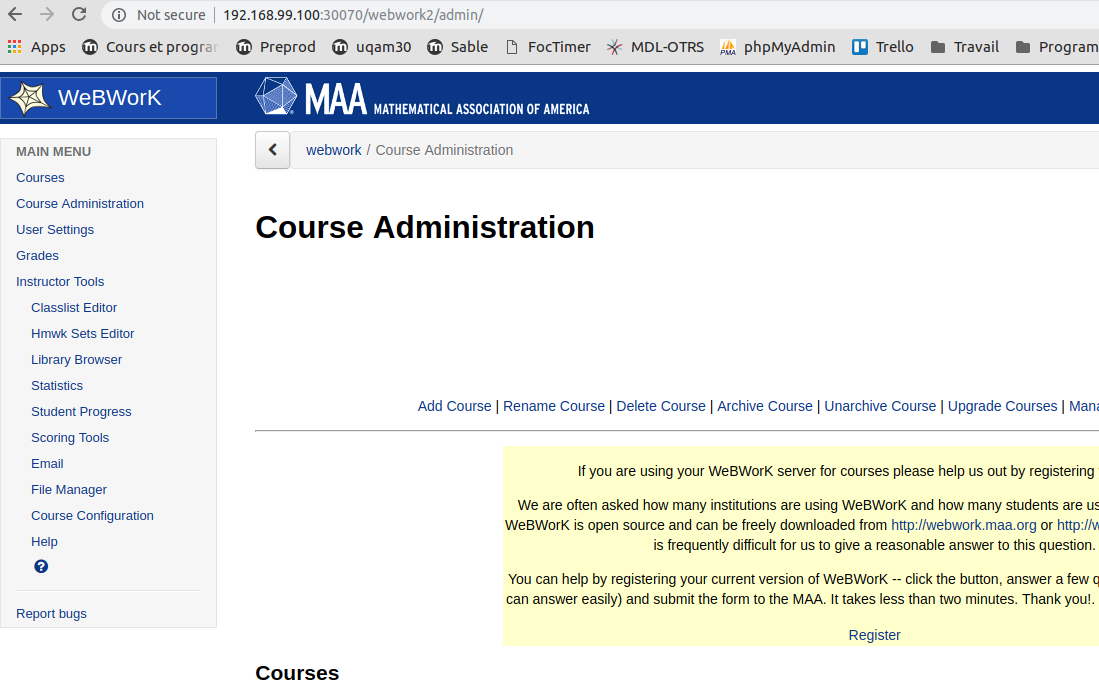 Not secure | 192.168.99.100:30070/webwork2/admin/
Apps Cours et progra Preprod uqam30 Sable FocTimer MDL-OTRS PMA phpMyAdmin Trello Travail Program
WeBWorK
MAA MATHEMATICAL ASSOCIATION OF AMERICA
MAIN MENU
Courses
Course Administration
User Settings
Grades
Instructor Tools
Classlist Editor
Hmwk Sets Editor
Library Browser
Statistics
Student Progress
Scoring Tools
Email
File Manager
Course Configuration
Help
?
Report bugs
webwork / Course Administration
Course Administration
Add Course | Rename Course | Delete Course | Archive Course | Unarchive Course | Upgrade Courses | Mana
If you are using your WeBWorK server for courses please help us out by registering
We are often asked how many institutions are using WeBWorK and how many students are us
WeBWorK is open source and can be freely downloaded from http://webwork.maa.org or http://w
is frequently difficult for us to give a reasonable answer to this question.
You can help by registering your current version of WeBWorK -- click the button, answer a few q
can answer easily) and submit the form to the MAA. It takes less than two minutes. Thank you!.
Register
Courses